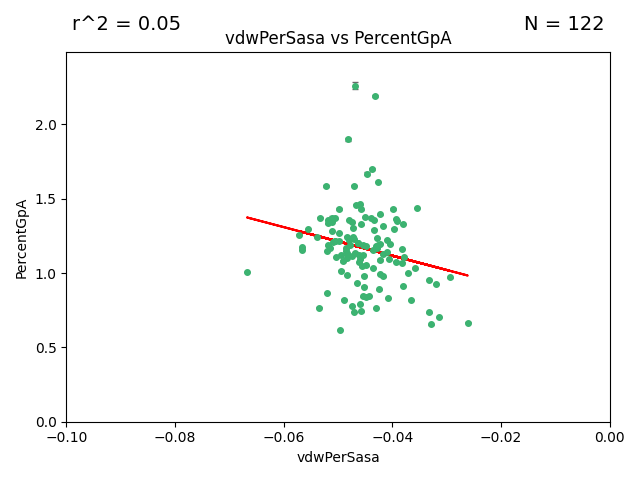 r^2 = 0.05
N = 122
vdwPerSasa vs PercentGpA
PercentGpA
2.0
1.5
1.0
0.5
0.0
−0.10
−0.08
−0.06
−0.04
−0.02
0.00
vdwPerSasa